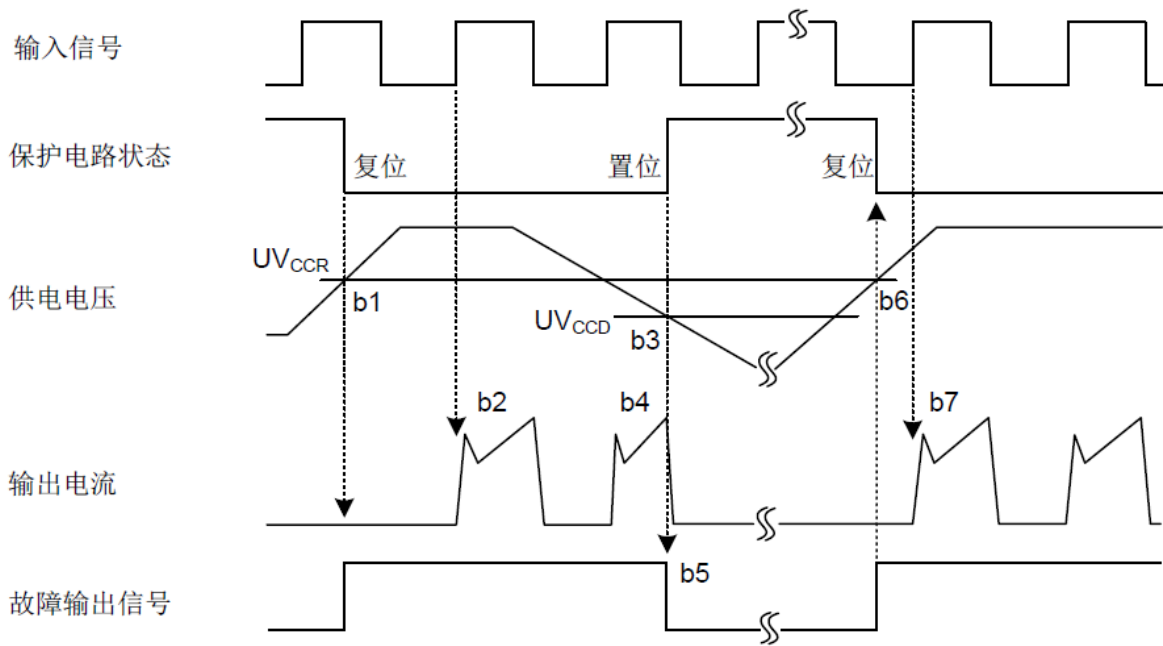 输入信号
保护电路状态
复位
置位
复位
UVCCR
供电电压
b1
b6
UVCCD
b3
b2
b4
b7
输出电流
b5
故障输出信号